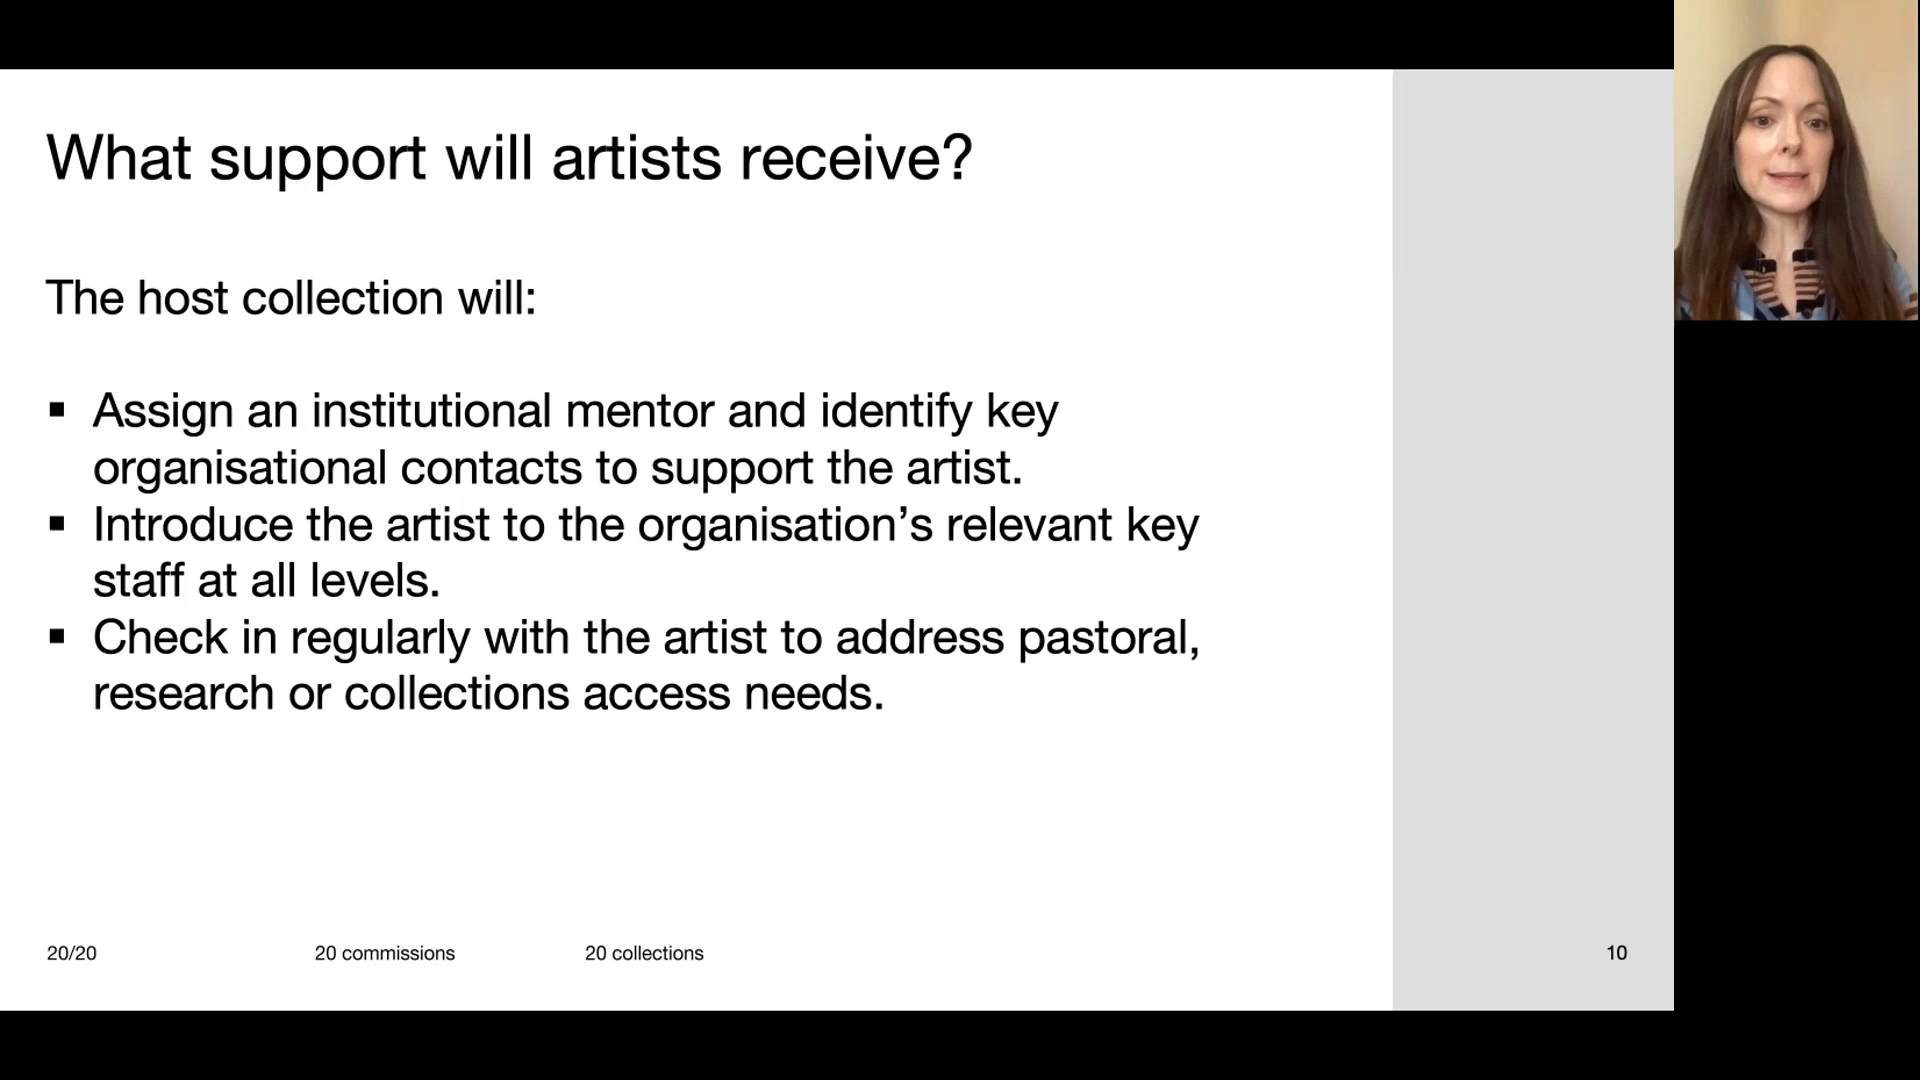 What support will artists receive?
The host collection will:
▪ Assign an institutional mentor and identify key
organisational contacts to support the artist.
▪ Introduce the artist to the organisation’s relevant key
staff at all levels.
▪ Check in regularly with the artist to address pastoral,
research or collections access needs.
20/20 20 commissions 20 collections 10